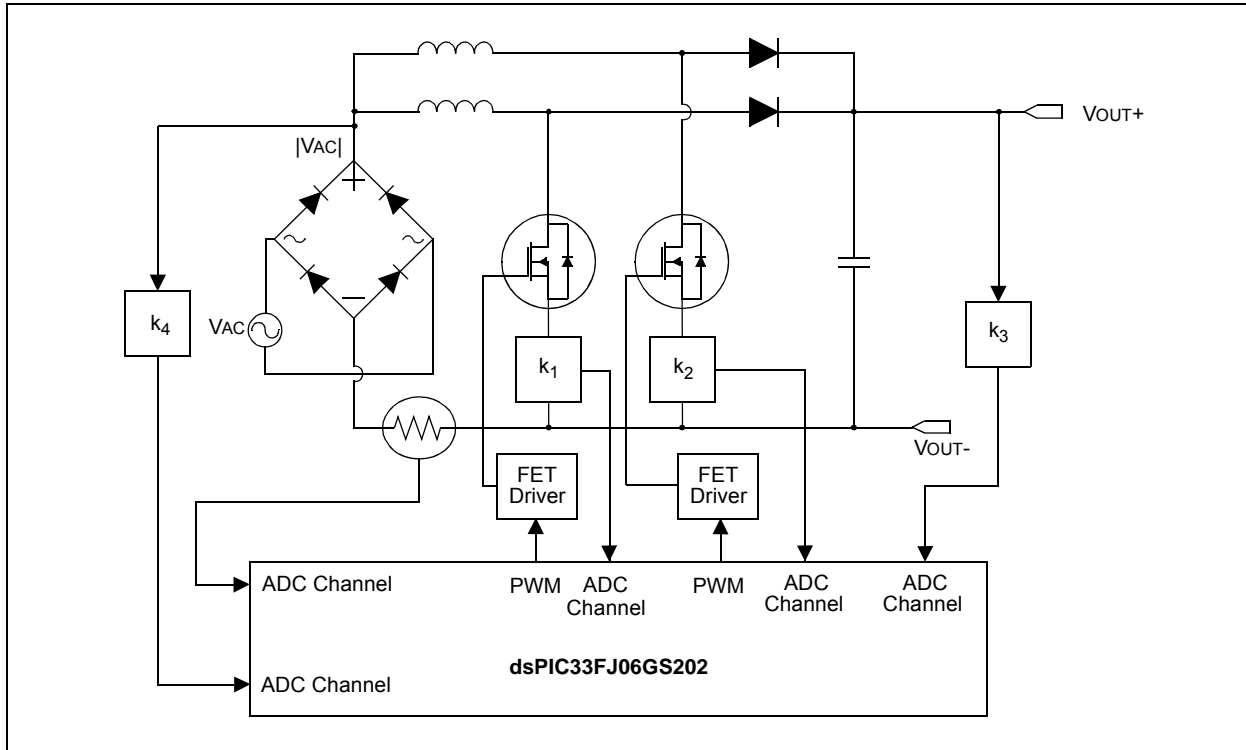 VOUT+
|VAC|
+
k4
VAC
k1
k2
k3
VOUT-
FET
Driver
FET
Driver
ADC Channel
PWM
ADC
Channel
PWM
ADC
Channel
ADC
Channel
dsPIC33FJ06GS202
ADC Channel